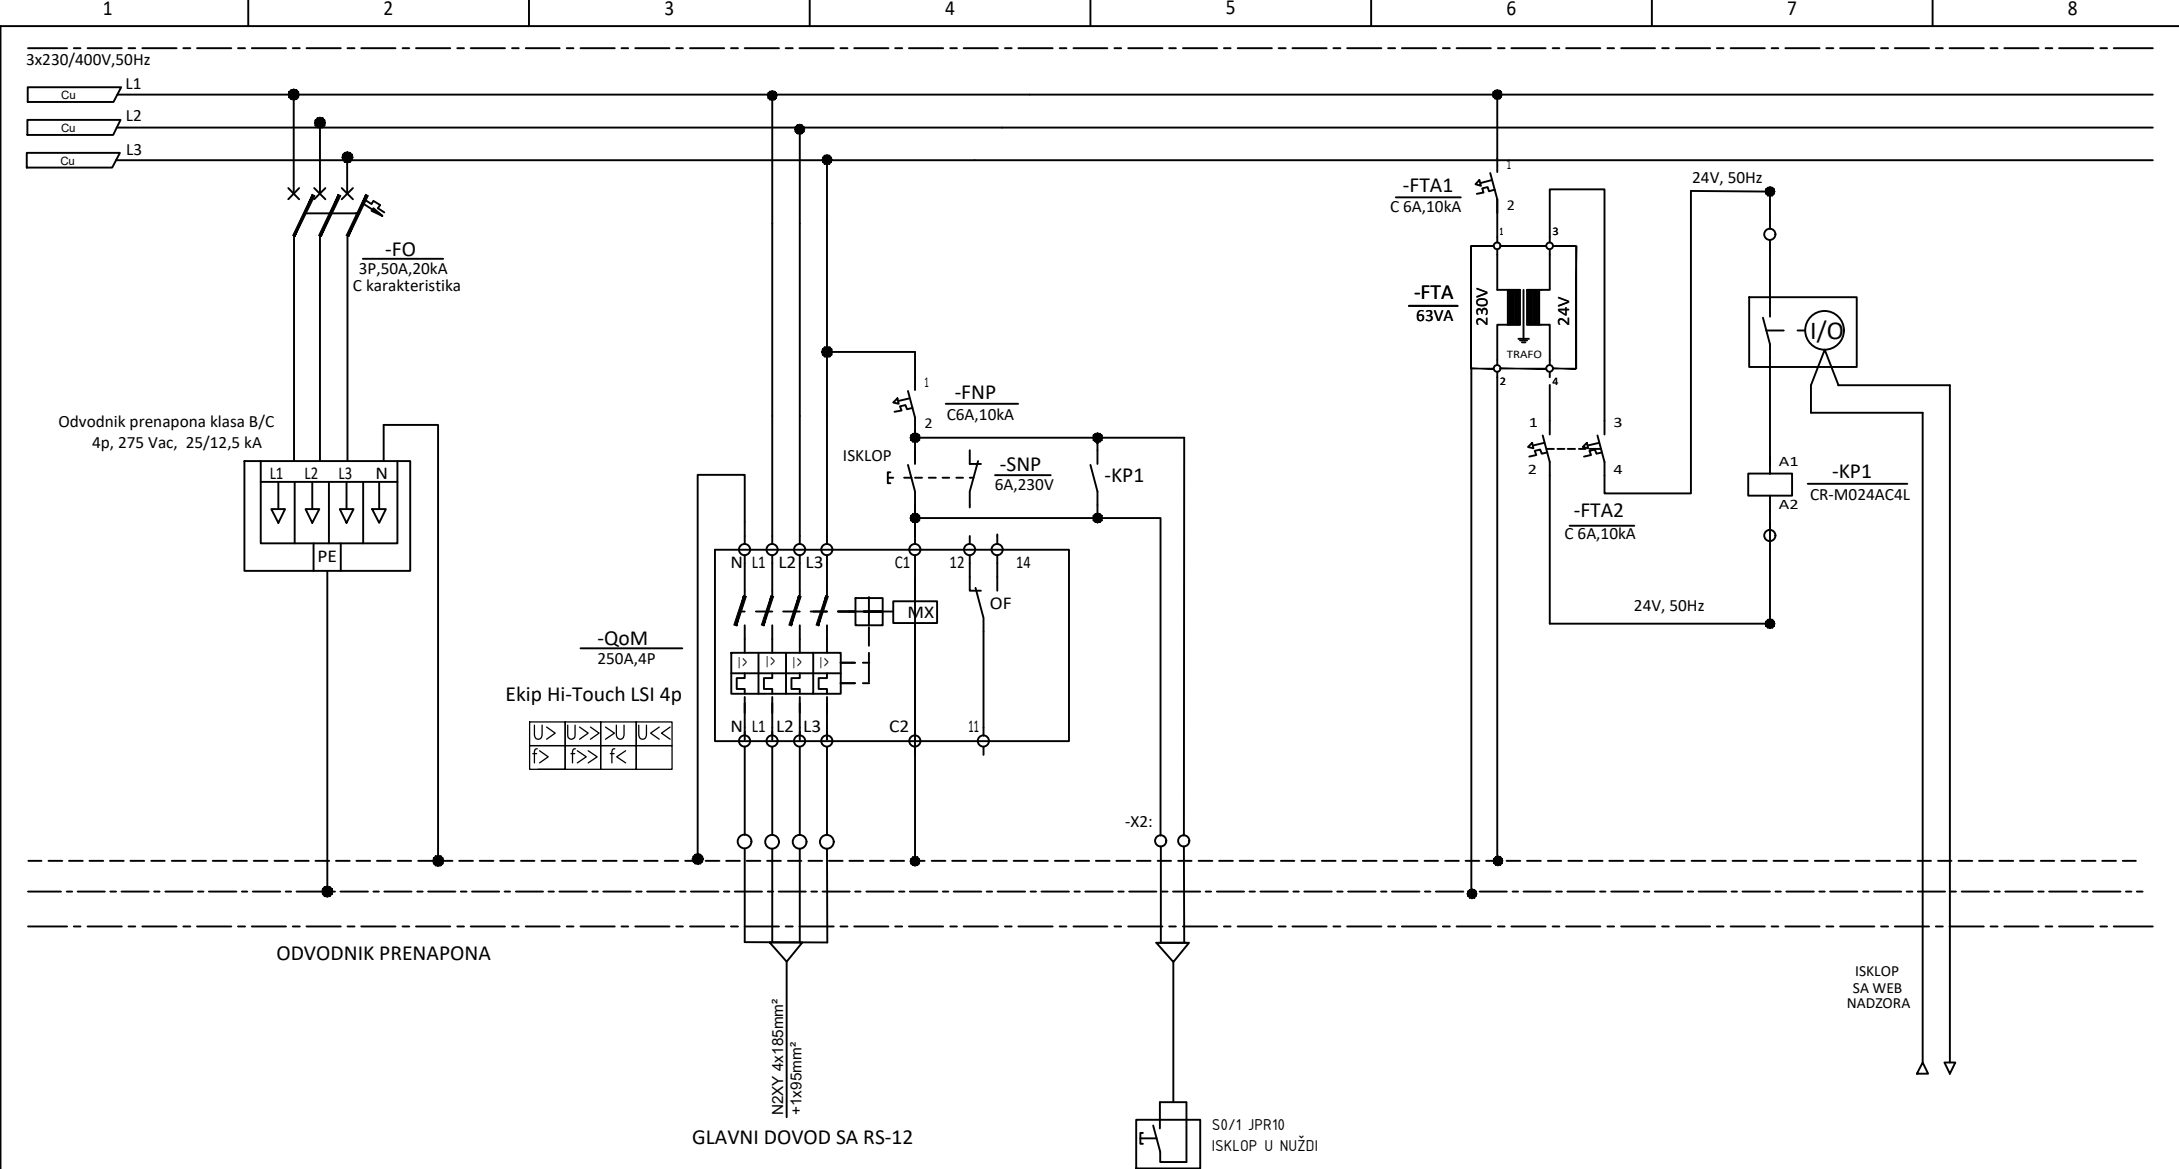 1 2 3 4 5 6 7 8
3x230/400V,50Hz
Cu L1
Cu L2
Cu L3
-FO
3P,50A,20kA
C karakteristika
Odvodnik prenapona klasa B/C
4p, 275 Vac, 25/12,5 kA
L1 L2 L3 N
PE
ODVODNIK PRENAPONA
-QoM
250A,4P
Ekip Hi-Touch LSI 4p
U> U>> >U U<<
f> f>> f<
1
2
-FNP
C6A,10kA
ISKLOP
-SNP
6A,230V
-KP1
N L1 L2 L3 C1 12 14
MX
OF
I> I> I> I>
N L1 L2 L3 C2 11
-X2:
N2XY 4x185mm²
+1x95mm²
GLAVNI DOVOD SA RS-12
S0/1 JPR10
ISKLOP U NUŽDI
-FTA1
C 6A,10kA
1
2
1 3
-FTA
63VA
230V
24V
TRAFO
2 4
1 3
2 4
-FTA2
C 6A,10kA
24V, 50Hz
I/O
A1
A2
-KP1
CR-M024AC4L
24V, 50Hz
ISKLOP
SA WEB
NADZORA